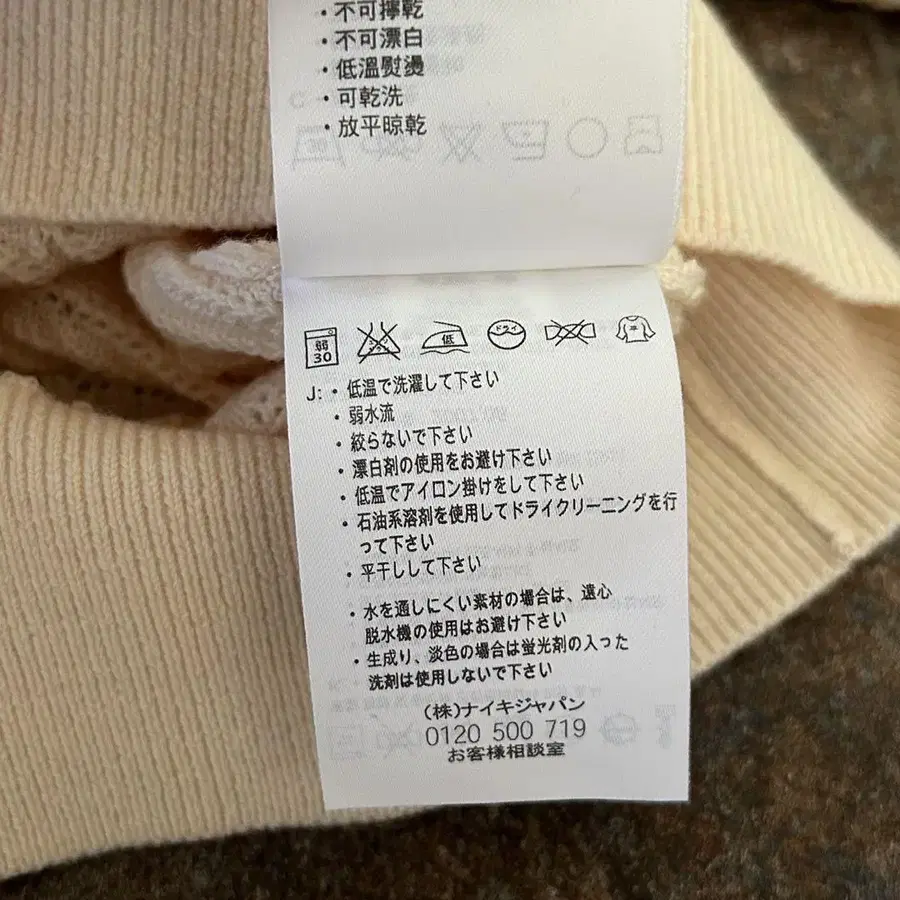 ・不可擰乾
・不可漂白
・低溫熨燙
・可乾洗
・放平晾乾
弱 30 低 ドライ 平
J: ・低温で洗濯して下さい
・弱水流
・絞らないで下さい
・漂白剤の使用をお避け下さい
・低温でアイロン掛けをして下さい
・石油系溶剤を使用してドライクリーニングを行
って下さい
・平干しして下さい
・水を通しにくい素材の場合は、遠心
脱水機の使用はお避け下さい
・生成り、淡色の場合は蛍光剤の入った
洗剤は使用しないで下さい
(株)ナイキジャパン
0120 500 719
お客様相談室